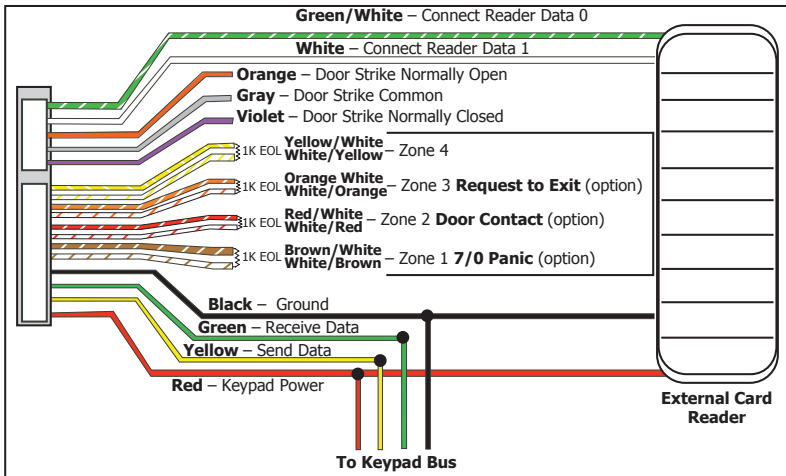 Green/White – Connect Reader Data 0
White – Connect Reader Data 1
Orange – Door Strike Normally Open
Gray – Door Strike Common
Violet – Door Strike Normally Closed
Yellow/White
1K EOL White/Yellow – Zone 4
Orange White
1K EOL White/Orange – Zone 3 Request to Exit (option)
Red/White
1K EOL White/Red – Zone 2 Door Contact (option)
Brown/White
1K EOL White/Brown – Zone 1 7/0 Panic (option)
Black – Ground
Green – Receive Data
Yellow – Send Data
Red – Keypad Power
External Card
Reader
To Keypad Bus